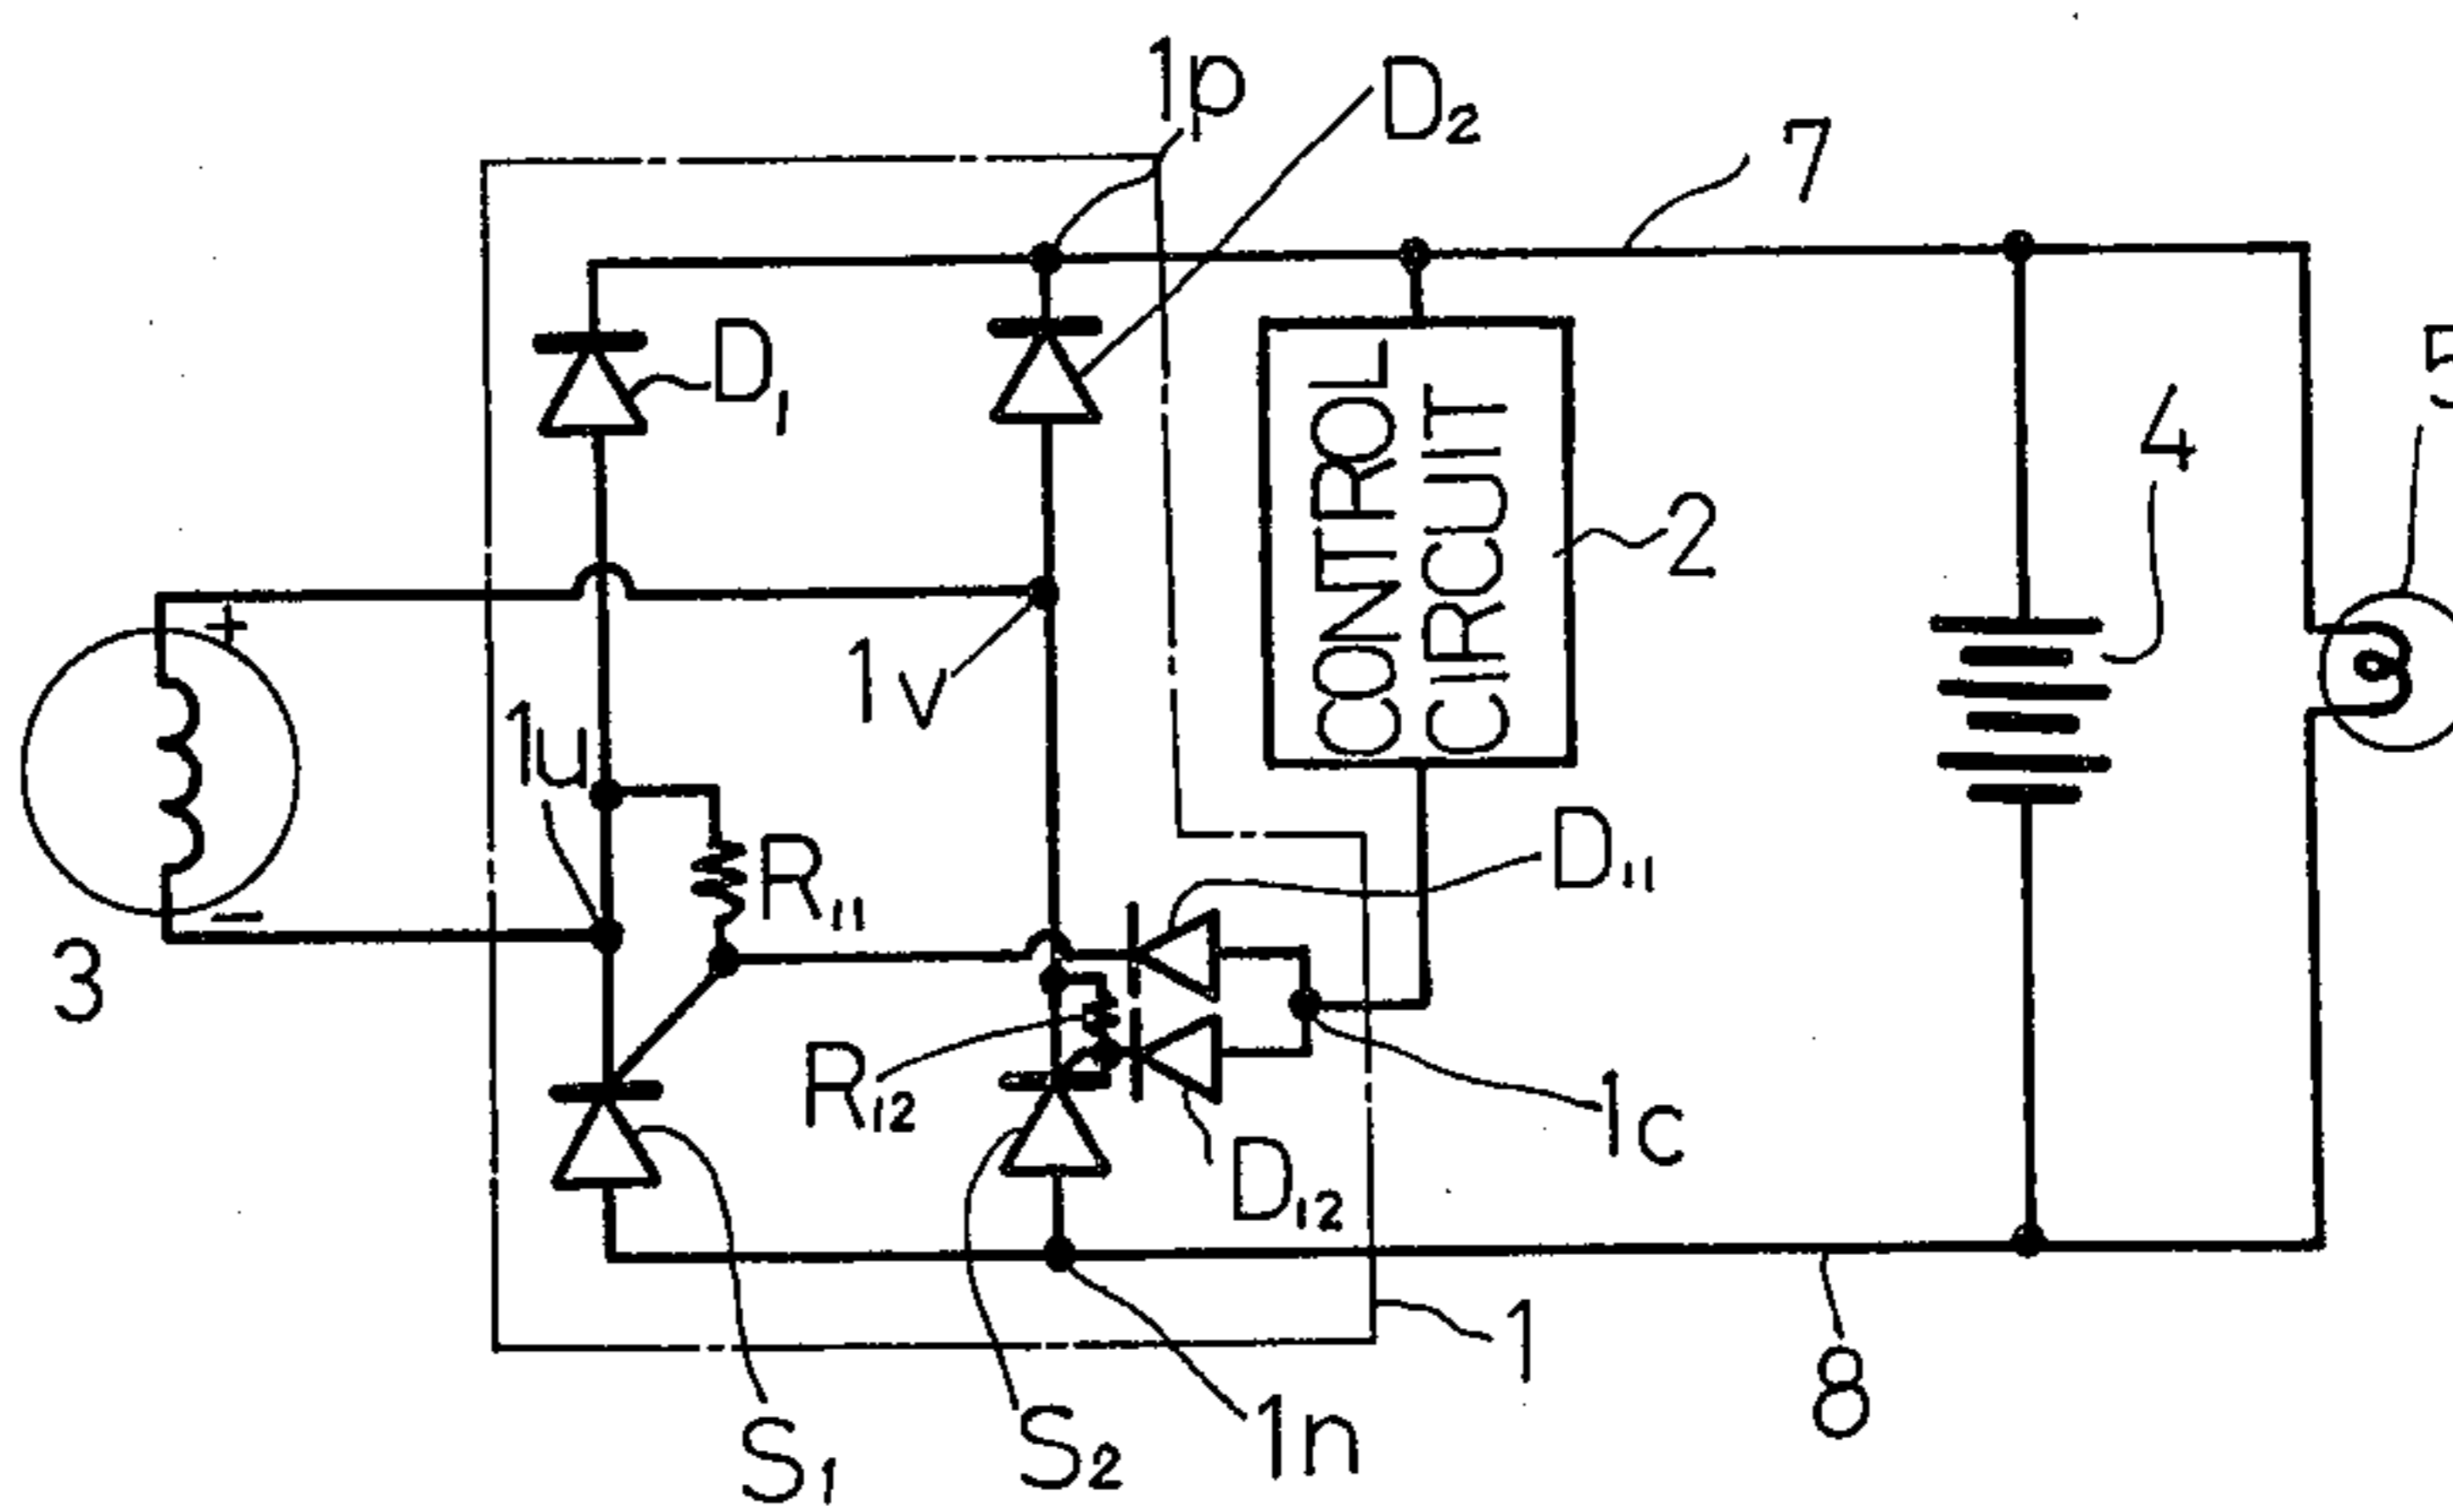 1p
D2
7
D1
5
4
CONTROL
CIRCUIT
2
+
1v
1u
R11
D11
−
3
R12
1c
D12
1
8
S1
S2
1n